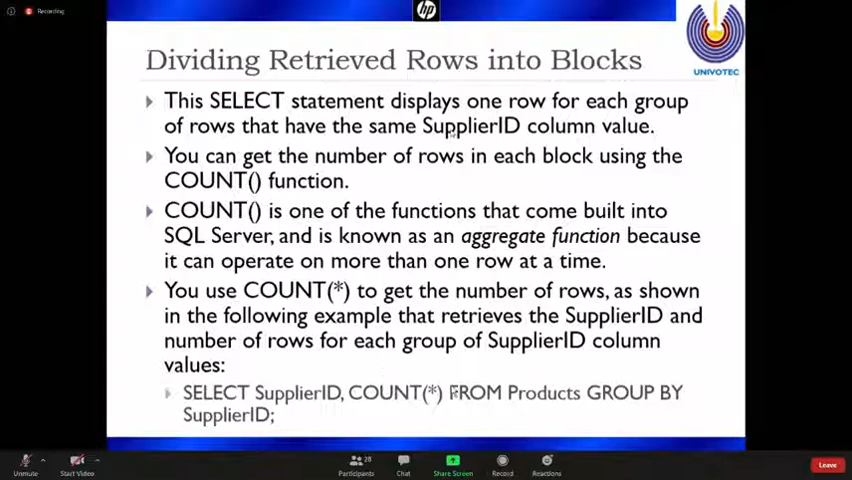 Recording
hp
UNIVOTEC
Dividing Retrieved Rows into Blocks
This SELECT statement displays one row for each group
of rows that have the same SupplierID column value.
You can get the number of rows in each block using the
COUNT() function.
COUNT() is one of the functions that come built into
SQL Server, and is known as an aggregate function because
it can operate on more than one row at a time.
You use COUNT(*) to get the number of rows, as shown
in the following example that retrieves the SupplierID and
number of rows for each group of SupplierID column
values:
SELECT SupplierID, COUNT(*) FROM Products GROUP BY
SupplierID;
Unmute
Start Video
28
Participants
Chat
Share Screen
Record
Reactions
Leave